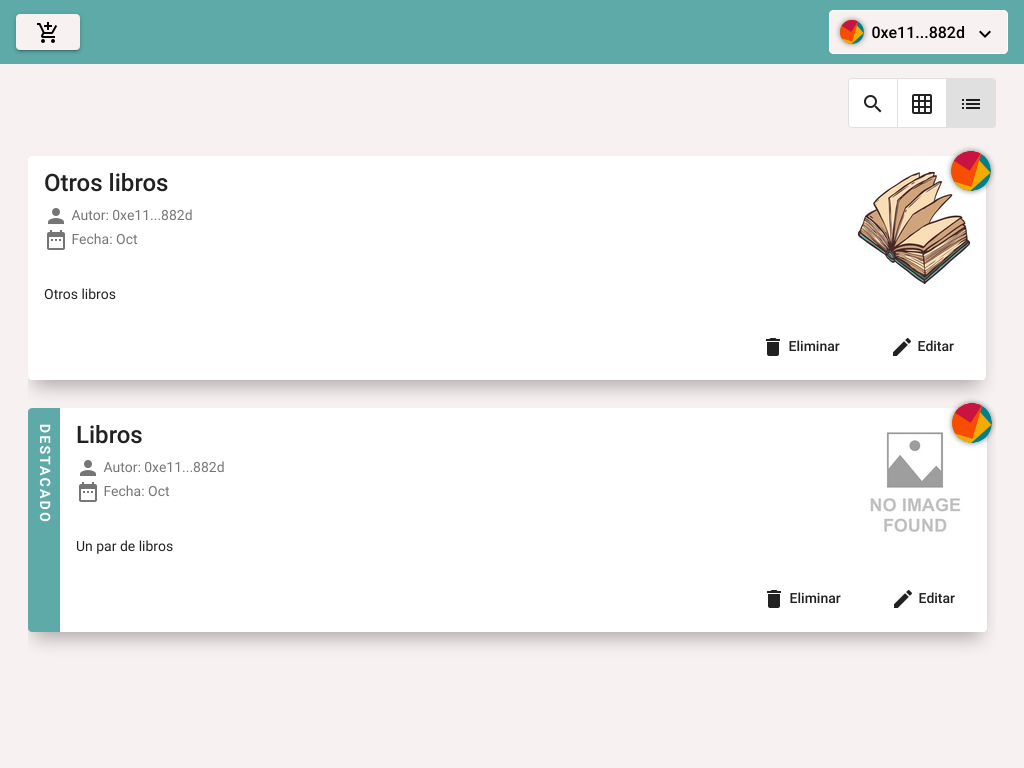 0xe11...882d
Otros libros
Autor: 0xe11...882d
Fecha: Oct
Otros libros
Eliminar
Editar
DESTACADO
Libros
Autor: 0xe11...882d
Fecha: Oct
NO IMAGE
FOUND
Un par de libros
Eliminar
Editar